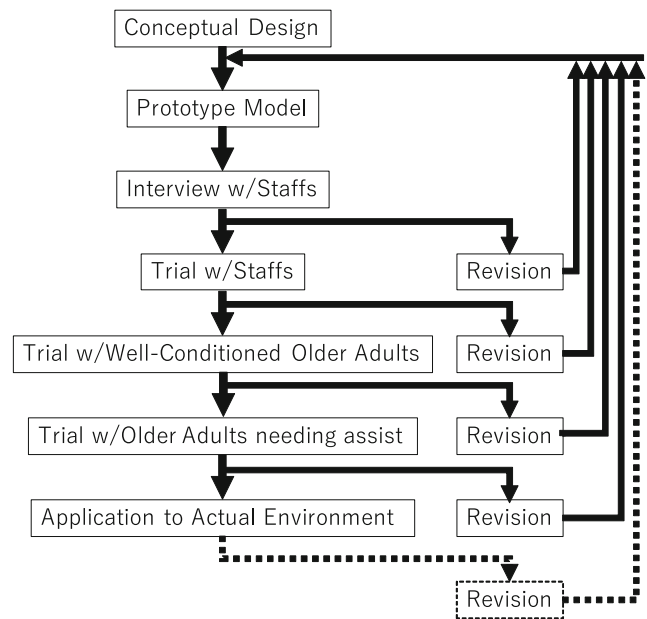 Conceptual Design
Prototype Model
Interview w/Staffs
Trial w/Staffs
Revision
Trial w/Well-Conditioned Older Adults
Revision
Trial w/Older Adults needing assist
Revision
Application to Actual Environment
Revision
Revision